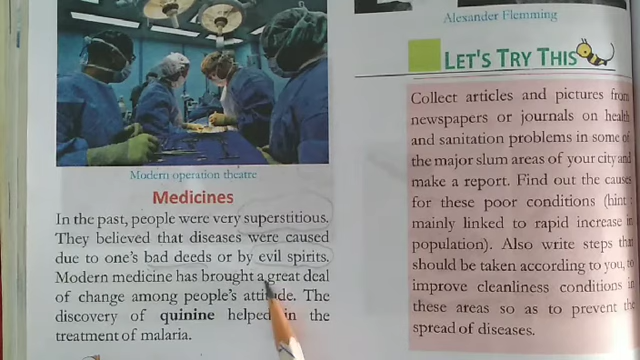 Modern operation theatre
Medicines
In the past, people were very superstitious.
They believed that diseases were caused
due to one's bad deeds or by evil spirits.
Modern medicine has brought a great deal
of change among people's attitude. The
discovery of quinine helped in the
treatment of malaria.
Alexander Flemming
LET'S TRY THIS
Collect articles and pictures from
newspapers or journals on health
and sanitation problems in some of
the major slum areas of your city and
make a report. Find out the causes
for these poor conditions (hint :
mainly linked to rapid increase in
population). Also write steps that
should be taken according to you, to
improve cleanliness conditions in
these areas so as to prevent the
spread of diseases.